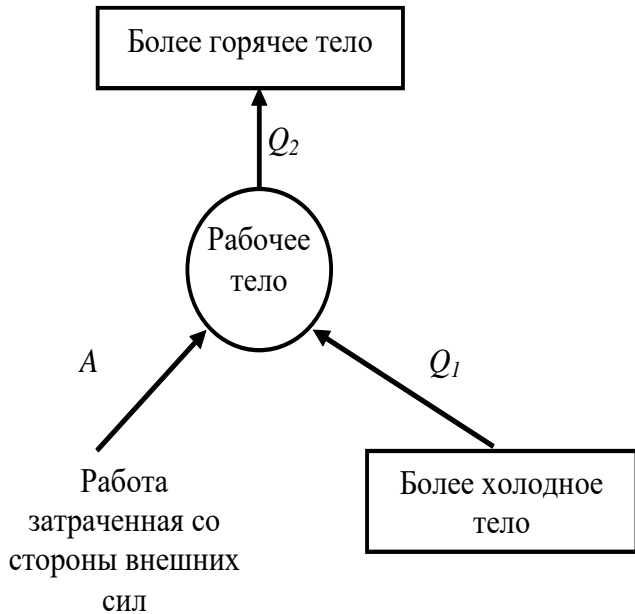 Более горячее тело
Q2
Рабочее
тело
A
Q1
Работа
затраченная со
стороны внешних
сил
Более холодное
тело